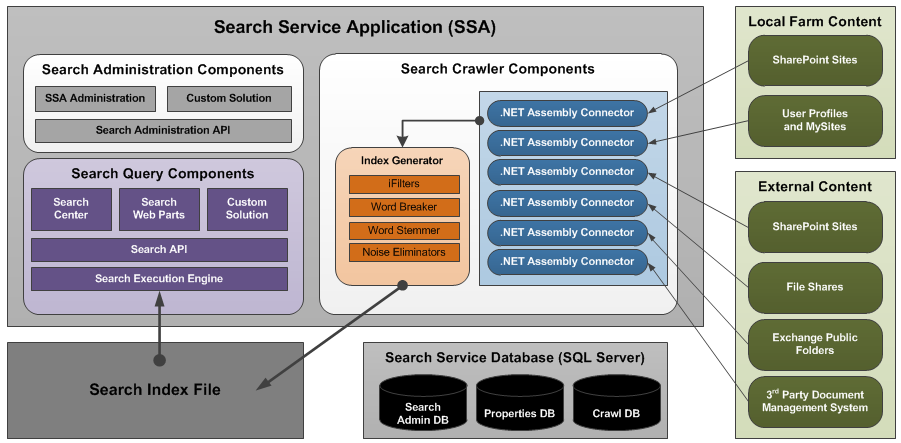 Search Service Application (SSA)
Search Administration Components
SSA Administration
Custom Solution
Search Administration API
Search Query Components
Search
Center
Search
Web Parts
Custom
Solution
Search API
Search Execution Engine
Search Crawler Components
Index Generator
iFilters
Word Breaker
Word Stemmer
Noise Eliminators
.NET Assembly Connector
.NET Assembly Connector
.NET Assembly Connector
.NET Assembly Connector
.NET Assembly Connector
.NET Assembly Connector
Local Farm Content
SharePoint Sites
User Profiles
and MySites
External Content
SharePoint Sites
File Shares
Exchange Public
Folders
3rd Party Document
Management System
Search Index File
Search Service Database (SQL Server)
Search
Admin DB
Properties DB
Crawl DB